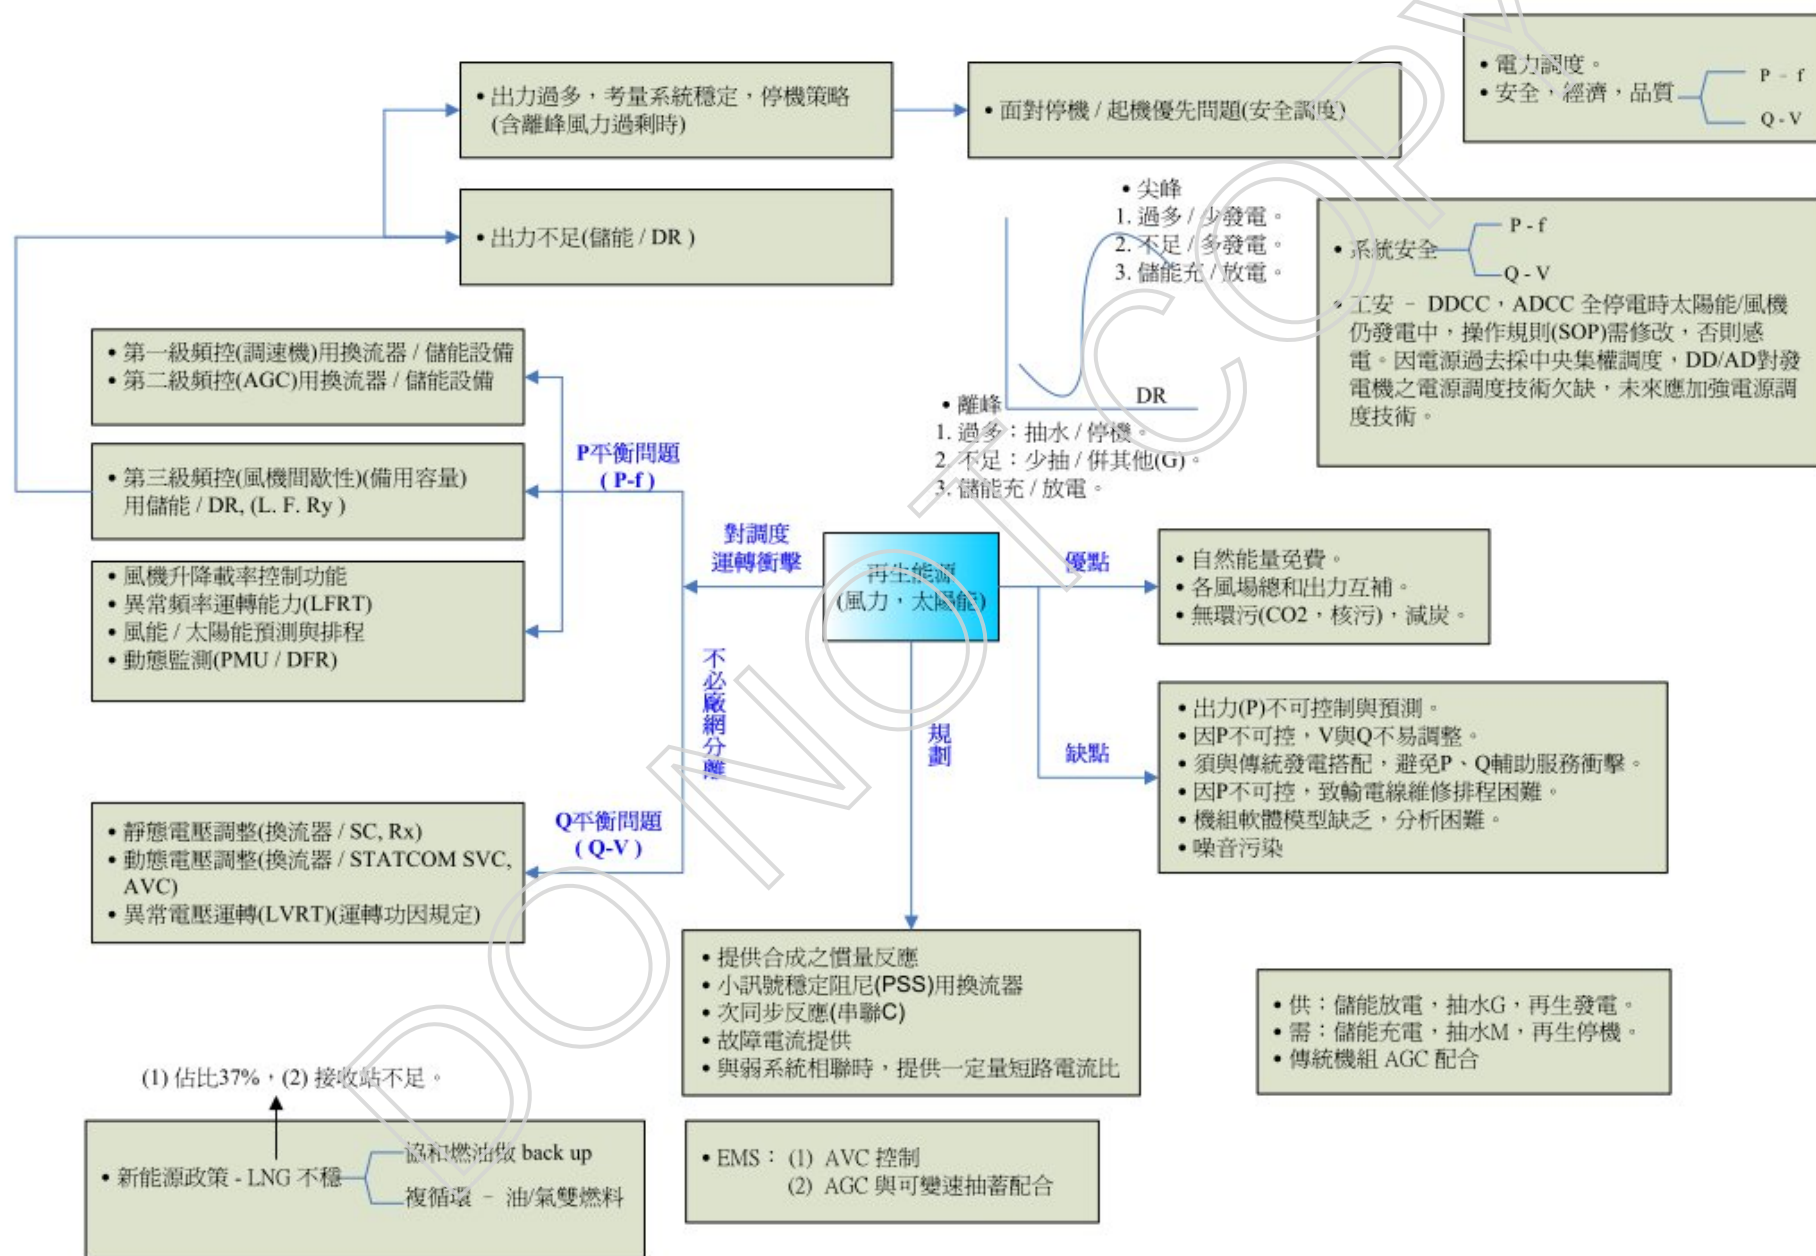 • 出力過多，考量系統穩定，停機策略
(含離峰風力過剩時)
• 面對停機 / 起機優先問題(安全調度)
• 電力調度。
• 安全，經濟，品質
P – f
Q - V
• 出力不足(儲能 / DR )
• 尖峰
1. 過多 / 少發電。
2. 不足 / 多發電。
3. 儲能充 / 放電。
DR
• 離峰
1. 過多：抽水 / 停機。
2. 不足：少抽 / 併其他(G)。
3. 儲能充 / 放電。
• 系統安全
P - f
Q - V
• 工安 – DDCC，ADCC 全停電時太陽能/風機
仍發電中，操作規則(SOP)需修改，否則感
電。因電源過去採中央集權調度，DD/AD對發
電機之電源調度技術欠缺，未來應加強電源調
度技術。
• 第一級頻控(調速機)用換流器 / 儲能設備
• 第二級頻控(AGC)用換流器 / 儲能設備
• 第三級頻控(風機間歇性)(備用容量)
用儲能 / DR, (L. F. Ry )
• 風機升降載率控制功能
• 異常頻率運轉能力(LFRT)
• 風能 / 太陽能預測與排程
• 動態監測(PMU / DFR)
P平衡問題
( P-f )
對調度
運轉衝擊
再生能源
(風力，太陽能)
優點
• 自然能量免費。
• 各風場總和出力互補。
• 無環污(CO2，核污)，減炭。
不必廠網分離
規劃
缺點
• 出力(P)不可控制與預測。
• 因P不可控，V與Q不易調整。
• 須與傳統發電搭配，避免P、Q輔助服務衝擊。
• 因P不可控，致輸電線維修排程困難。
• 機組軟體模型缺乏，分析困難。
• 噪音污染
Q平衡問題
( Q-V )
• 靜態電壓調整(換流器 / SC, Rx)
• 動態電壓調整(換流器 / STATCOM SVC,
AVC)
• 異常電壓運轉(LVRT)(運轉功因規定)
• 提供合成之慣量反應
• 小訊號穩定阻尼(PSS)用換流器
• 次同步反應(串聯C)
• 故障電流提供
• 與弱系統相聯時，提供一定量短路電流比
• 供：儲能放電，抽水G，再生發電。
• 需：儲能充電，抽水M，再生停機。
• 傳統機組 AGC 配合
(1) 佔比37%，(2) 接收站不足。
• 新能源政策 - LNG 不穩
協和燃油做 back up
複循環 – 油/氣雙燃料
• EMS： (1) AVC 控制
(2) AGC 與可變速抽蓄配合
DO NOT COPY